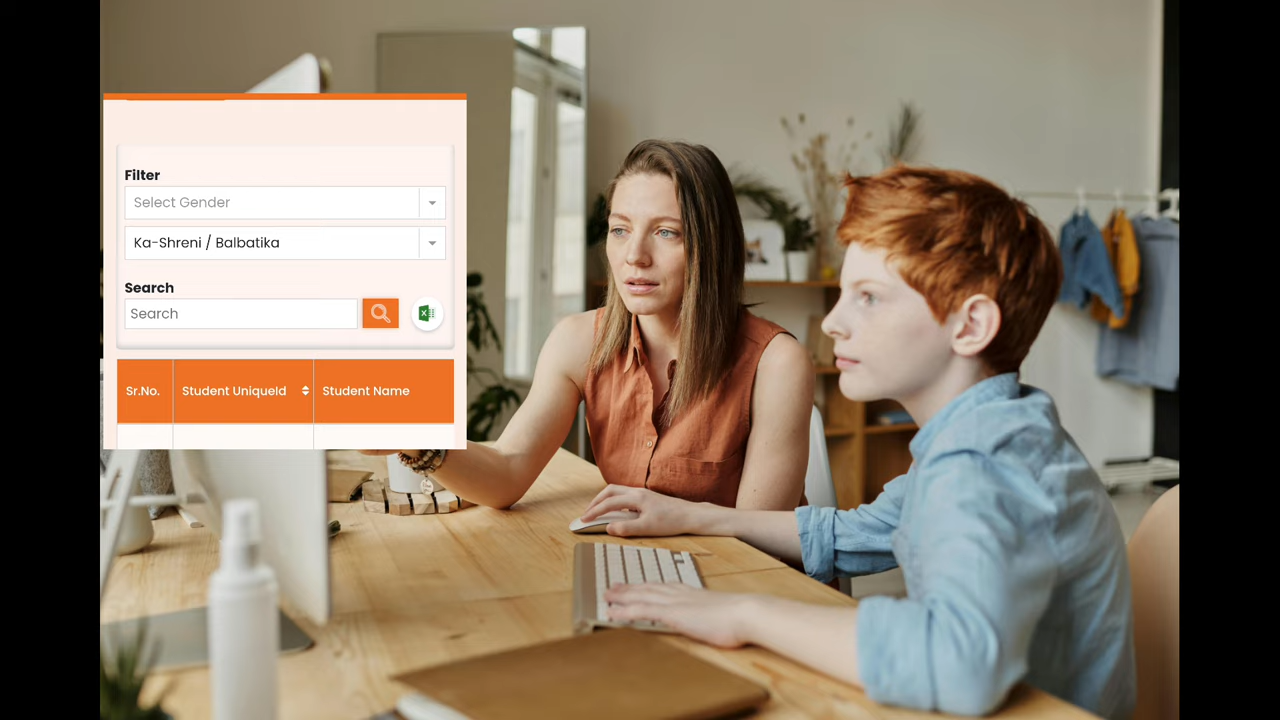 Filter
Select Gender
Ka-Shreni / Balbatika
Search
Search
Sr.No. Student UniqueId Student Name